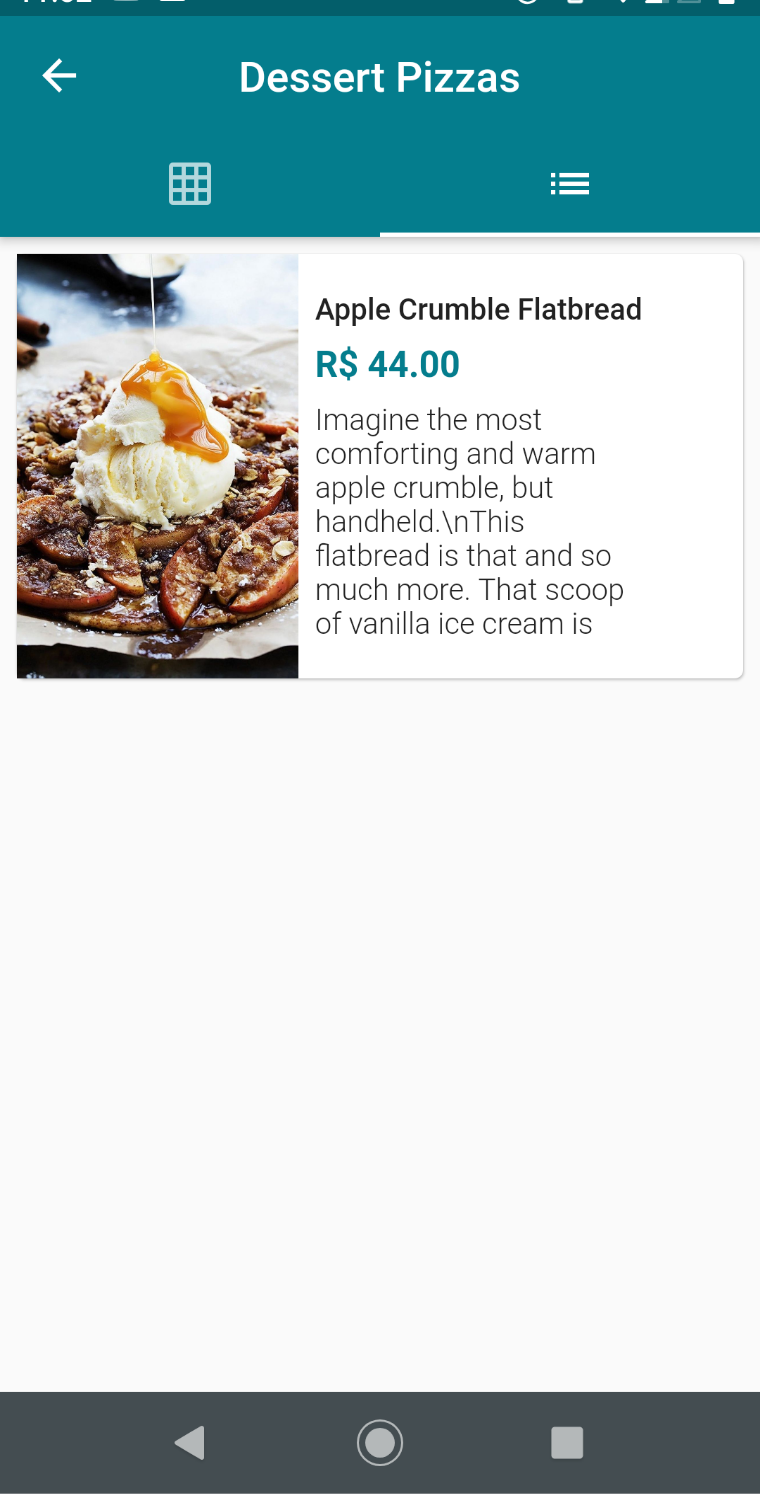 Dessert Pizzas
Apple Crumble Flatbread
R$ 44.00
Imagine the most
comforting and warm
apple crumble, but
handheld.\nThis
flatbread is that and so
much more. That scoop
of vanilla ice cream is